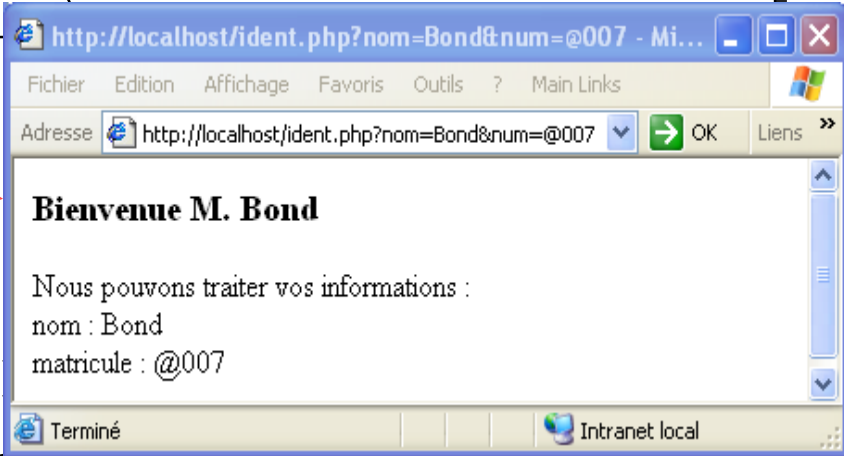 http://localhost/ident.php?nom=Bond&num=@007 - Mi...
Fichier Edition Affichage Favoris Outils ? Main Links
Adresse http://localhost/ident.php?nom=Bond&num=@007 OK Liens »
Bienvenue M. Bond
Nous pouvons traiter vos informations :
nom : Bond
matricule : @007
Terminé Intranet local